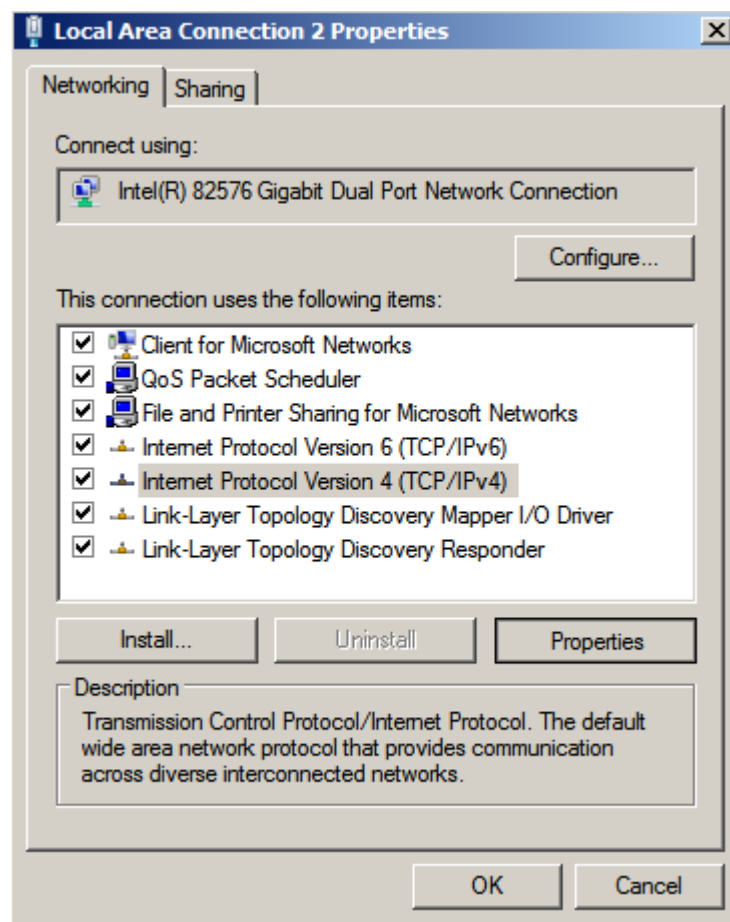 Local Area Connection 2 Properties
Networking
Sharing
Connect using:
Intel(R) 82576 Gigabit Dual Port Network Connection
Configure...
This connection uses the following items:
Client for Microsoft Networks
QoS Packet Scheduler
File and Printer Sharing for Microsoft Networks
Internet Protocol Version 6 (TCP/IPv6)
Internet Protocol Version 4 (TCP/IPv4)
Link-Layer Topology Discovery Mapper I/O Driver
Link-Layer Topology Discovery Responder
Install...
Uninstall
Properties
Description
Transmission Control Protocol/Internet Protocol. The default
wide area network protocol that provides communication
across diverse interconnected networks.
OK
Cancel